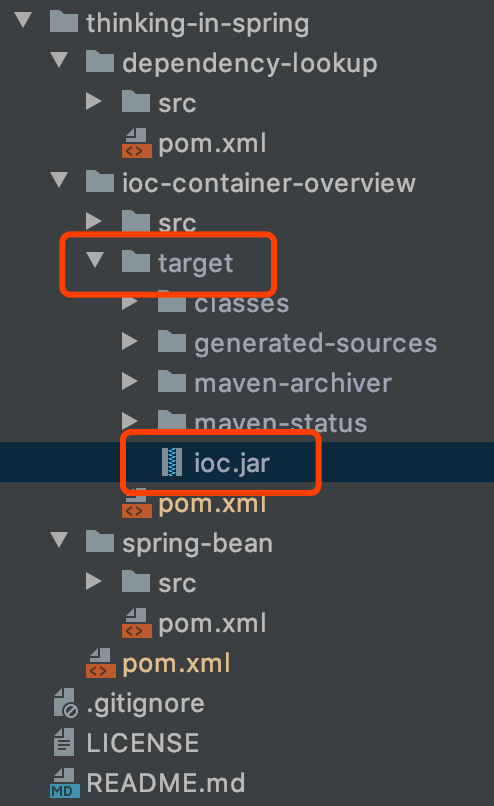 thinking-in-spring
dependency-lookup
src
pom.xml
ioc-container-overview
src
target
classes
generated-sources
maven-archiver
maven-status
ioc.jar
pom.xml
spring-bean
src
pom.xml
pom.xml
.gitignore
LICENSE
MD README.md